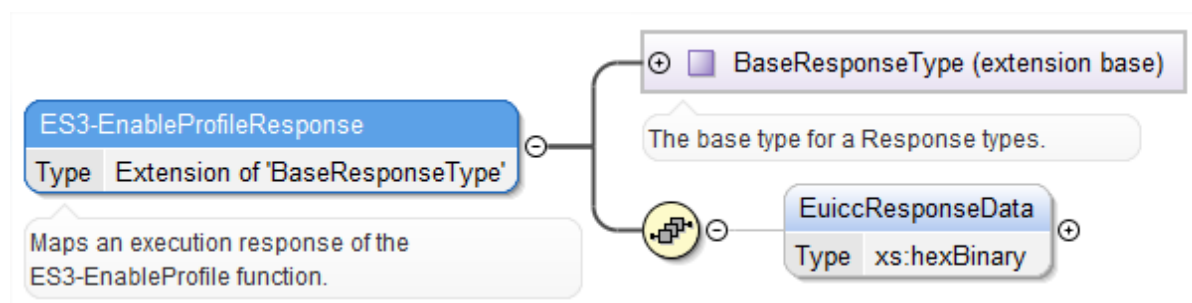 BaseResponseType (extension base)
ES3-EnableProfileResponse
The base type for a Response types.
Type Extension of 'BaseResponseType'
EuiccResponseData
Maps an execution response of the
Type xs:hexBinary
ES3-EnableProfile function.